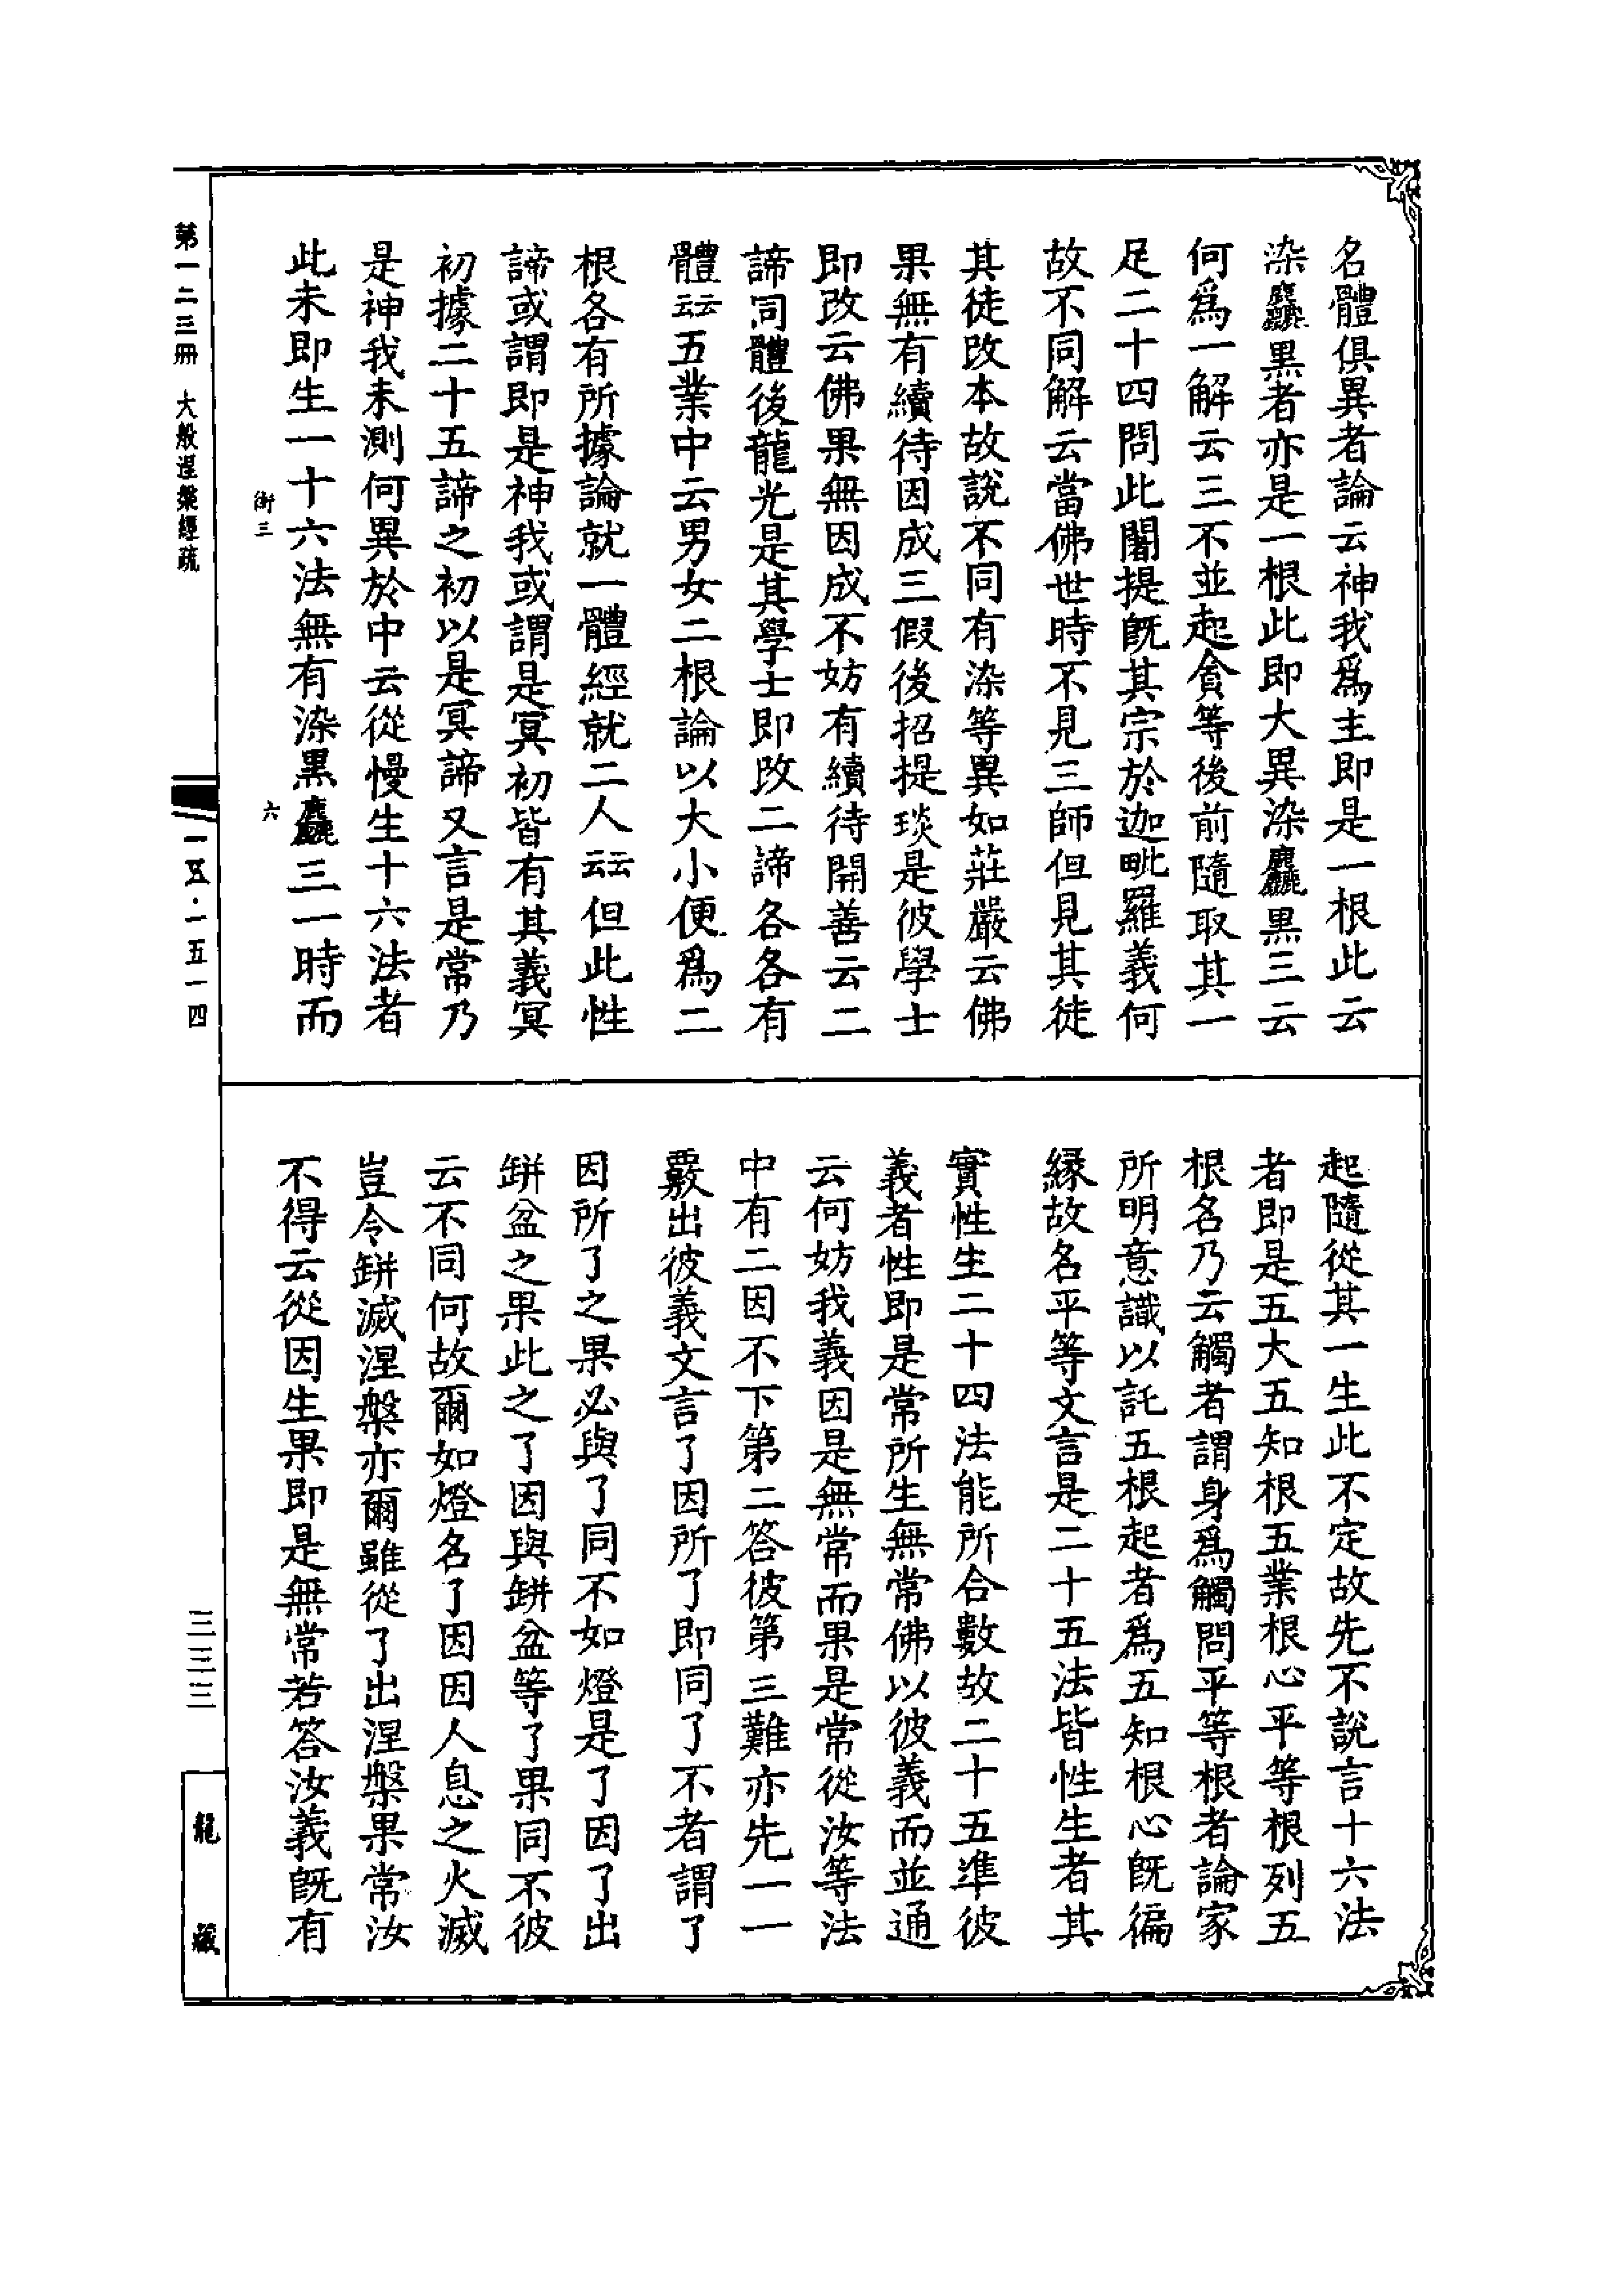 名體俱異者論云神我爲主即是一根此云
染麤黑者亦是一根此即大異染麤黑三云
何爲一解云三不並起貪等後前隨取其一
足二十四問此闡提旣其宗於迦毗羅義何
故不同解云當佛世時不見三師但見其徒
其徒改本故說不同有染等異如莊嚴云佛
果無有續待因成三假後招提琰是彼學士
即改云佛果無因成不妨有續待開善云二
諦同體後龍光是其學士即改二諦各各有
體云云五業中云男女二根論以大小便爲二
根各有所據論就一體經就二人云云但此性
諦或謂即是神我或謂是冥初皆有其義冥
初據二十五諦之初以是冥諦又言是常乃
是神我未測何異於中云從慢生十六法者
此未即生一十六法無有染黑麤三一時而
起隨從其一生此不定故先不說言十六法
者即是五大五知根五業根心平等根列五
根名乃云觸者謂身爲觸問平等根者論家
所明意識以託五根起者爲五知根心旣徧
緣故名平等文言是二十五法皆性生者其
實性生二十四法能所合數故二十五準彼
義者性即是常所生無常佛以彼義而並通
云何妨我義因是無常而果是常從汝等法
中有二因不下第二答彼第三難亦先一一
覈出彼義文言了因所了即同了不者謂了
因所了之果必與了同不如燈是了因了出
缾盆之果此之了因與缾盆等了果同不彼
云不同何故爾如燈名了因因人息之火滅
豈令缾滅涅槃亦爾雖從了出涅槃果常汝
不得云從因生果即是無常若答汝義旣有
衡三
六
第一二三冊 大般涅槃經疏
一五·一五一四
三三三
龍藏